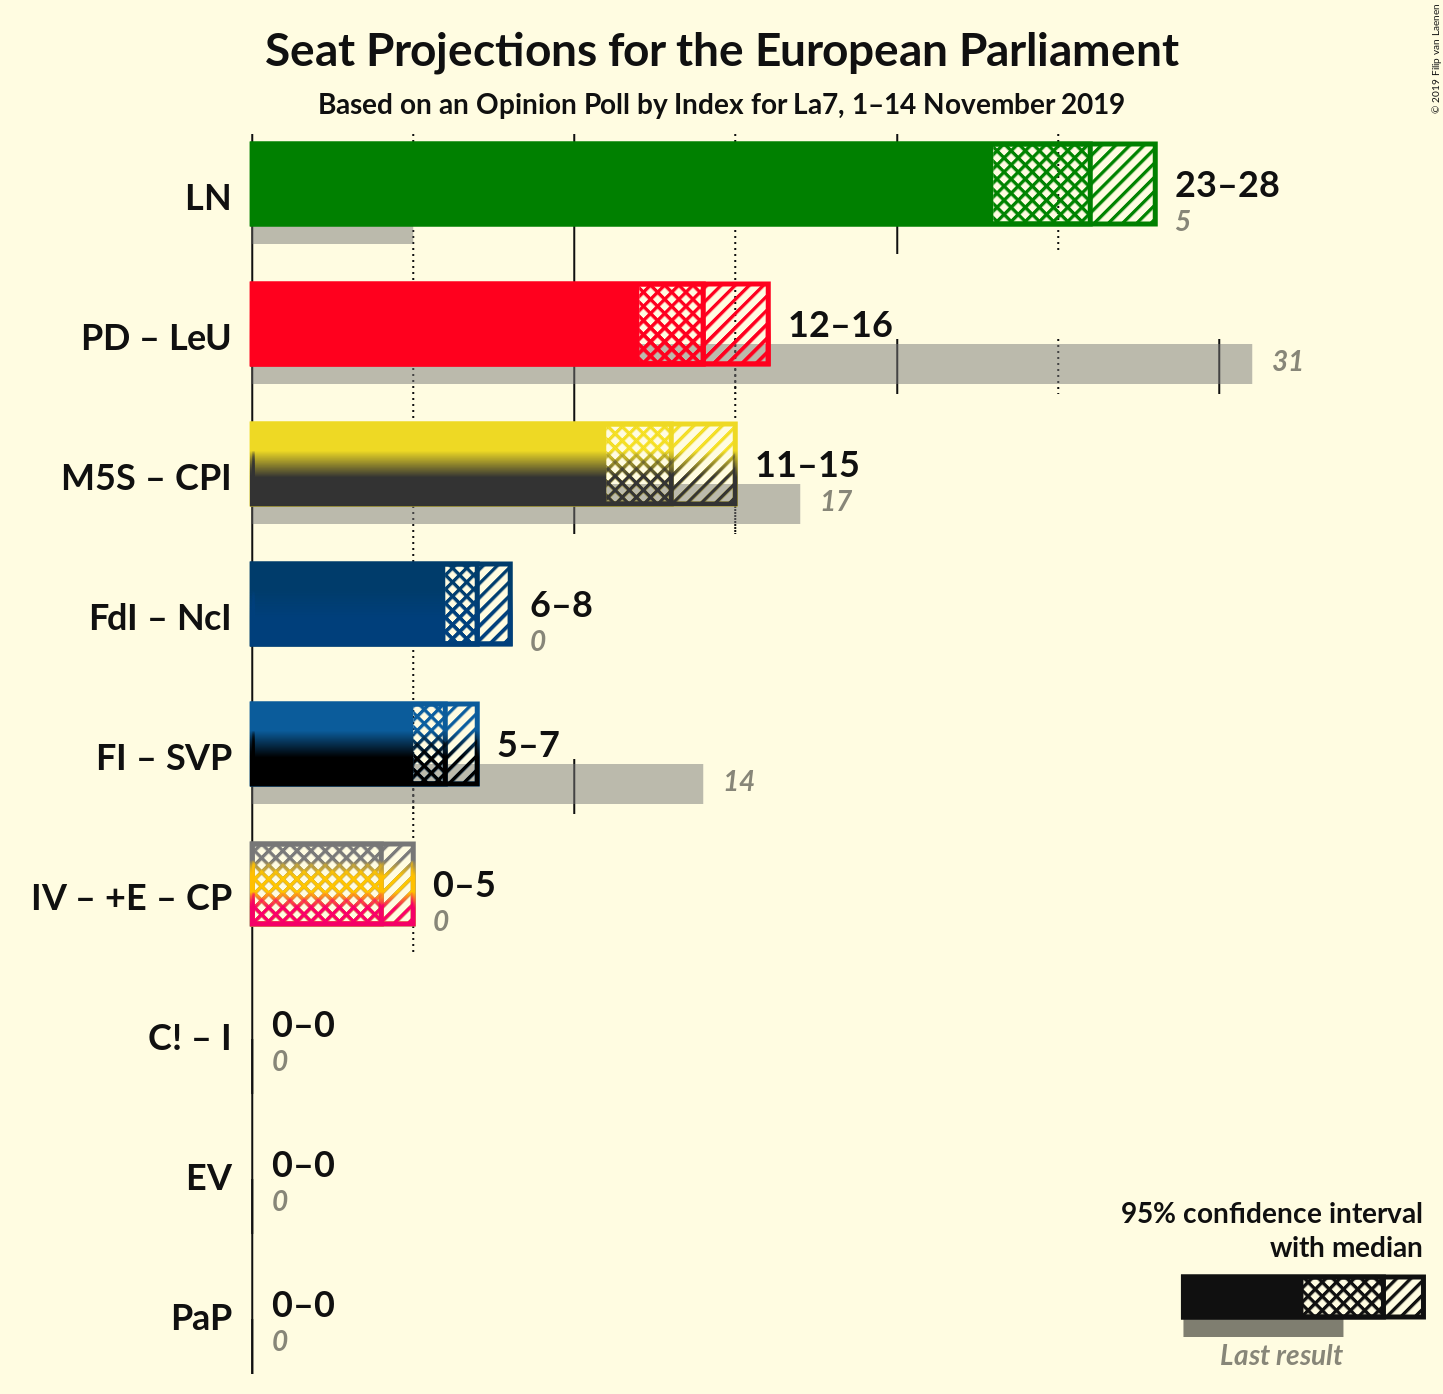 Seat Projections for the European Parliament
Based on an Opinion Poll by Index for La7, 1–14 November 2019
© 2019 Filip van Laenen
LN
23–28
5
PD – LeU
12–16
31
M5S – CPI
11–15
17
FdI – NcI
6–8
0
FI – SVP
5–7
14
IV – +E – CP
0–5
0
C! – I
0–0
0
EV
0–0
0
PaP
0–0
0
95% confidence interval
with median
Last result